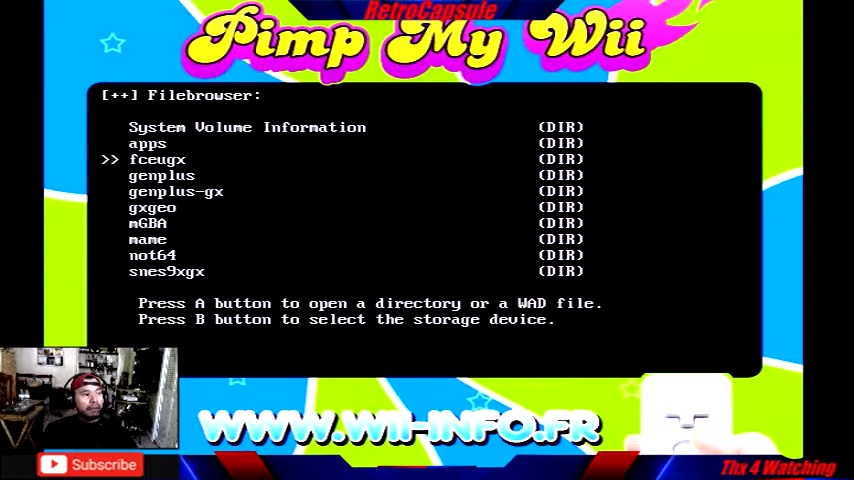 RetroCapsule
Pimp My Wii
[++] Filebrowser:
System Volume Information (DIR)
apps (DIR)
>> fceugx (DIR)
genplus (DIR)
genplus-gx (DIR)
gxgeo (DIR)
mGBA (DIR)
mame (DIR)
not64 (DIR)
snes9xgx (DIR)
Press A button to open a directory or a WAD file.
Press B button to select the storage device.
WWW.WII-INFO.FR
Subscribe
Thx 4 Watching